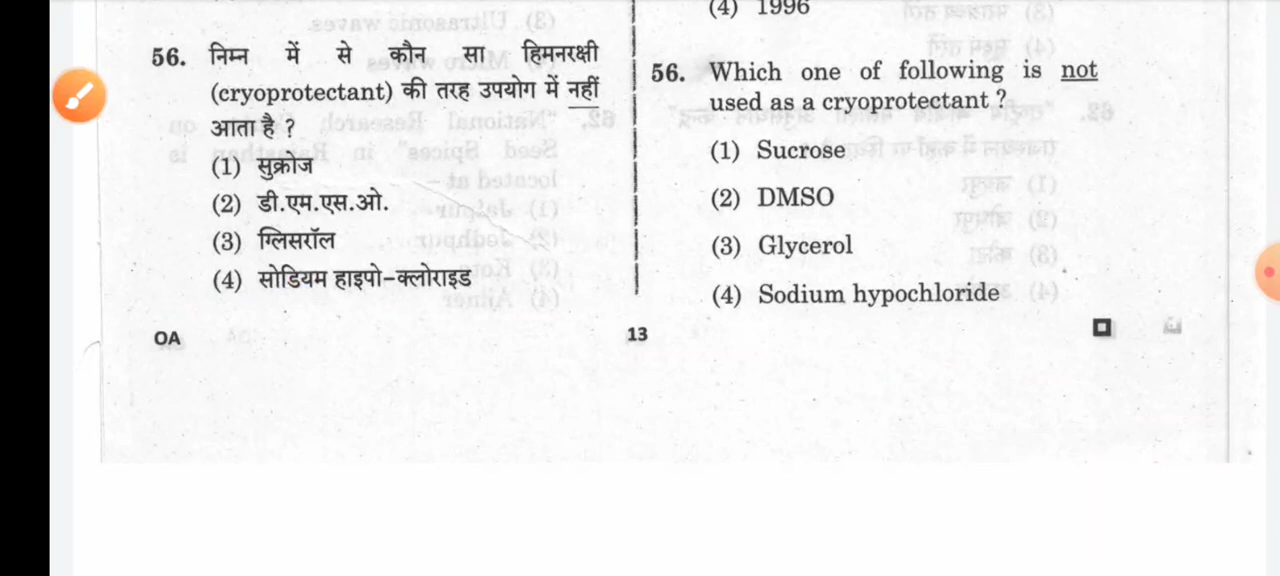 56. निम्न में से कौन सा हिमनरक्षी
(cryoprotectant) की तरह उपयोग में नहीं
आता है ?
(1) सुक्रोज
(2) डी.एम.एस.ओ.
(3) ग्लिसरॉल
(4) सोडियम हाइपो-क्लोराइड
(4) 1996
56. Which one of following is not
used as a cryoprotectant ?
(1) Sucrose
(2) DMSO
(3) Glycerol
(4) Sodium hypochloride
OA
13